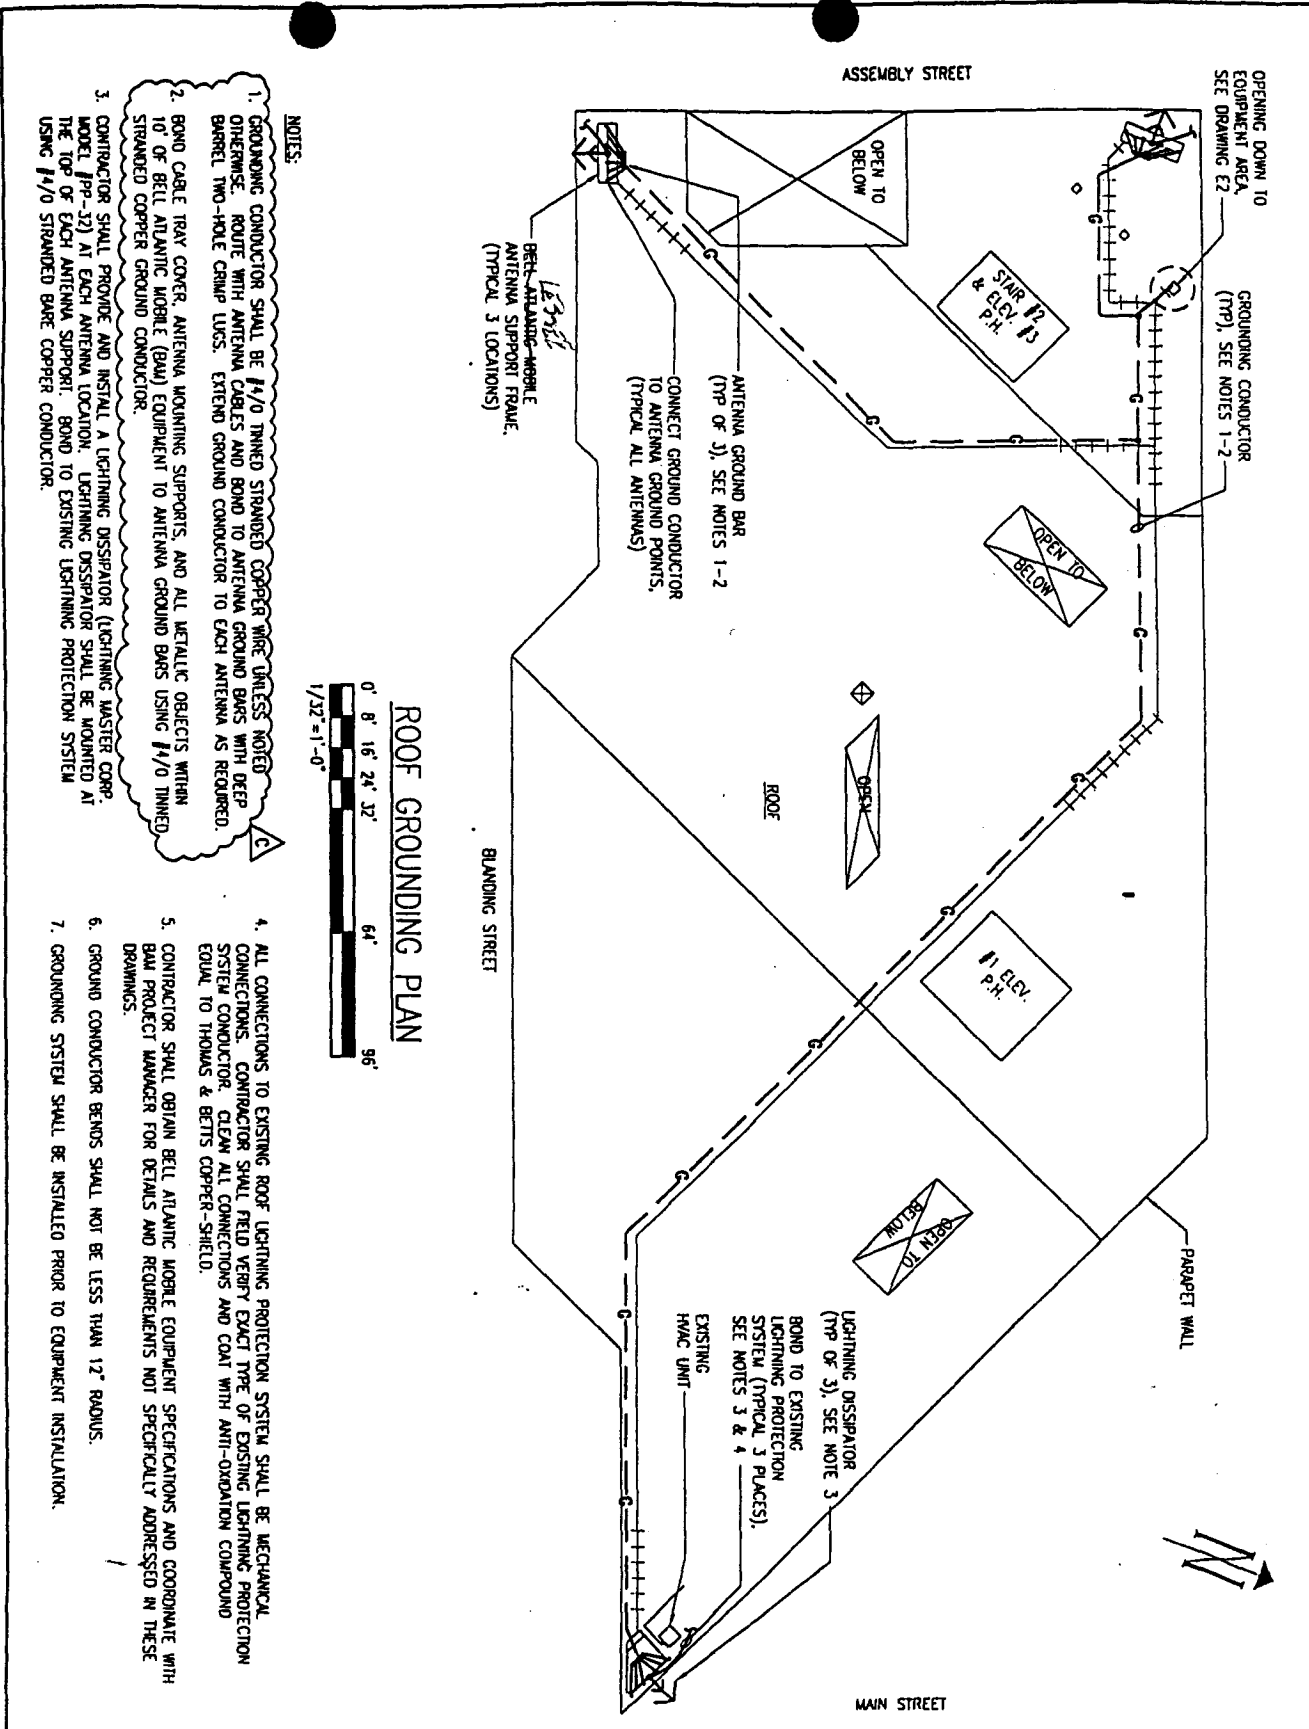 ASSEMBLY STREET
OPENING DOWN TO
EQUIPMENT AREA,
SEE DRAWING E2
GROUNDING CONDUCTOR
(TYP), SEE NOTES 1-2
OPEN TO
BELOW
STAIR #2
& ELEV. #3
P.H.
G
G
G
G
G
G
G
G
G
G
G
G
ANTENNA GROUND BAR
(TYP OF 3), SEE NOTES 1-2
CONNECT GROUND CONDUCTOR
TO ANTENNA GROUND POINTS,
(TYPICAL ALL ANTENNAS)
BELL ATLANTIC MOBILE
ANTENNA SUPPORT FRAME,
(TYPICAL 3 LOCATIONS)
OPEN TO
BELOW
OPEN
ROOF
#1 ELEV.
P.H.
OPEN TO
BELOW
PARAPET WALL
LIGHTNING DISSIPATOR
(TYP OF 3), SEE NOTE 3
BOND TO EXISTING
LIGHTNING PROTECTION
SYSTEM (TYPICAL 3 PLACES),
SEE NOTES 3 & 4
EXISTING
HVAC UNIT
N
MAIN STREET
BLANDING STREET
ROOF GROUNDING PLAN
0' 8' 16' 24' 32' 64' 96'
1/32"=1'-0"
NOTES:
1. GROUNDING CONDUCTOR SHALL BE #4/0 TINNED STRANDED COPPER WIRE UNLESS NOTED
OTHERWISE. ROUTE WITH ANTENNA CABLES AND BOND TO ANTENNA GROUND BARS WITH DEEP
BARREL TWO-HOLE CRIMP LUGS. EXTEND GROUND CONDUCTOR TO EACH ANTENNA AS REQUIRED.
2. BOND CABLE TRAY COVER, ANTENNA MOUNTING SUPPORTS, AND ALL METALLIC OBJECTS WITHIN
10' OF BELL ATLANTIC MOBILE (BAM) EQUIPMENT TO ANTENNA GROUND BARS USING #4/0 TINNED
STRANDED COPPER GROUND CONDUCTOR.
C
3. CONTRACTOR SHALL PROVIDE AND INSTALL A LIGHTNING DISSIPATOR (LIGHTNING MASTER CORP.
MODEL #PP-32) AT EACH ANTENNA LOCATION. LIGHTNING DISSIPATOR SHALL BE MOUNTED AT
THE TOP OF EACH ANTENNA SUPPORT. BOND TO EXISTING LIGHTNING PROTECTION SYSTEM
USING #4/0 STRANDED BARE COPPER CONDUCTOR.
4. ALL CONNECTIONS TO EXISTING ROOF LIGHTNING PROTECTION SYSTEM SHALL BE MECHANICAL
CONNECTIONS. CONTRACTOR SHALL FIELD VERIFY EXACT TYPE OF EXISTING LIGHTNING PROTECTION
SYSTEM CONDUCTOR. CLEAN ALL CONNECTIONS AND COAT WITH ANTI-OXIDATION COMPOUND
EQUAL TO THOMAS & BETTS COPPER-SHIELD.
5. CONTRACTOR SHALL OBTAIN BELL ATLANTIC MOBILE EQUIPMENT SPECIFICATIONS AND COORDINATE WITH
BAM PROJECT MANAGER FOR DETAILS AND REQUIREMENTS NOT SPECIFICALLY ADDRESSED IN THESE
DRAWINGS.
6. GROUND CONDUCTOR BENDS SHALL NOT BE LESS THAN 12" RADIUS.
7. GROUNDING SYSTEM SHALL BE INSTALLED PRIOR TO EQUIPMENT INSTALLATION.